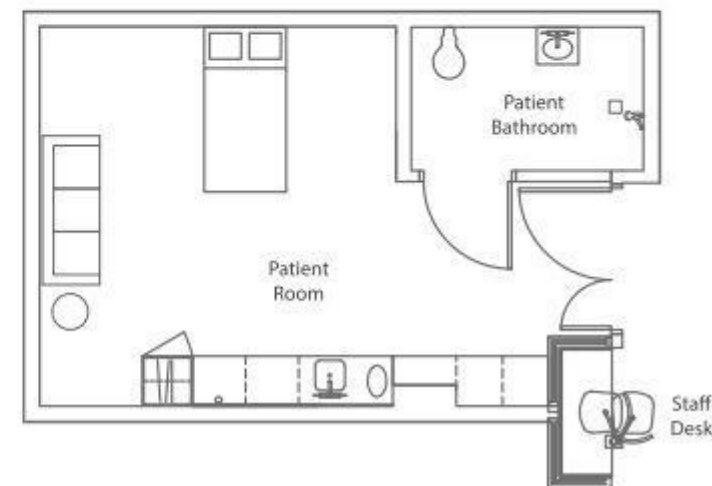 Patient
Bathroom
Patient
Room
Staff
Desk